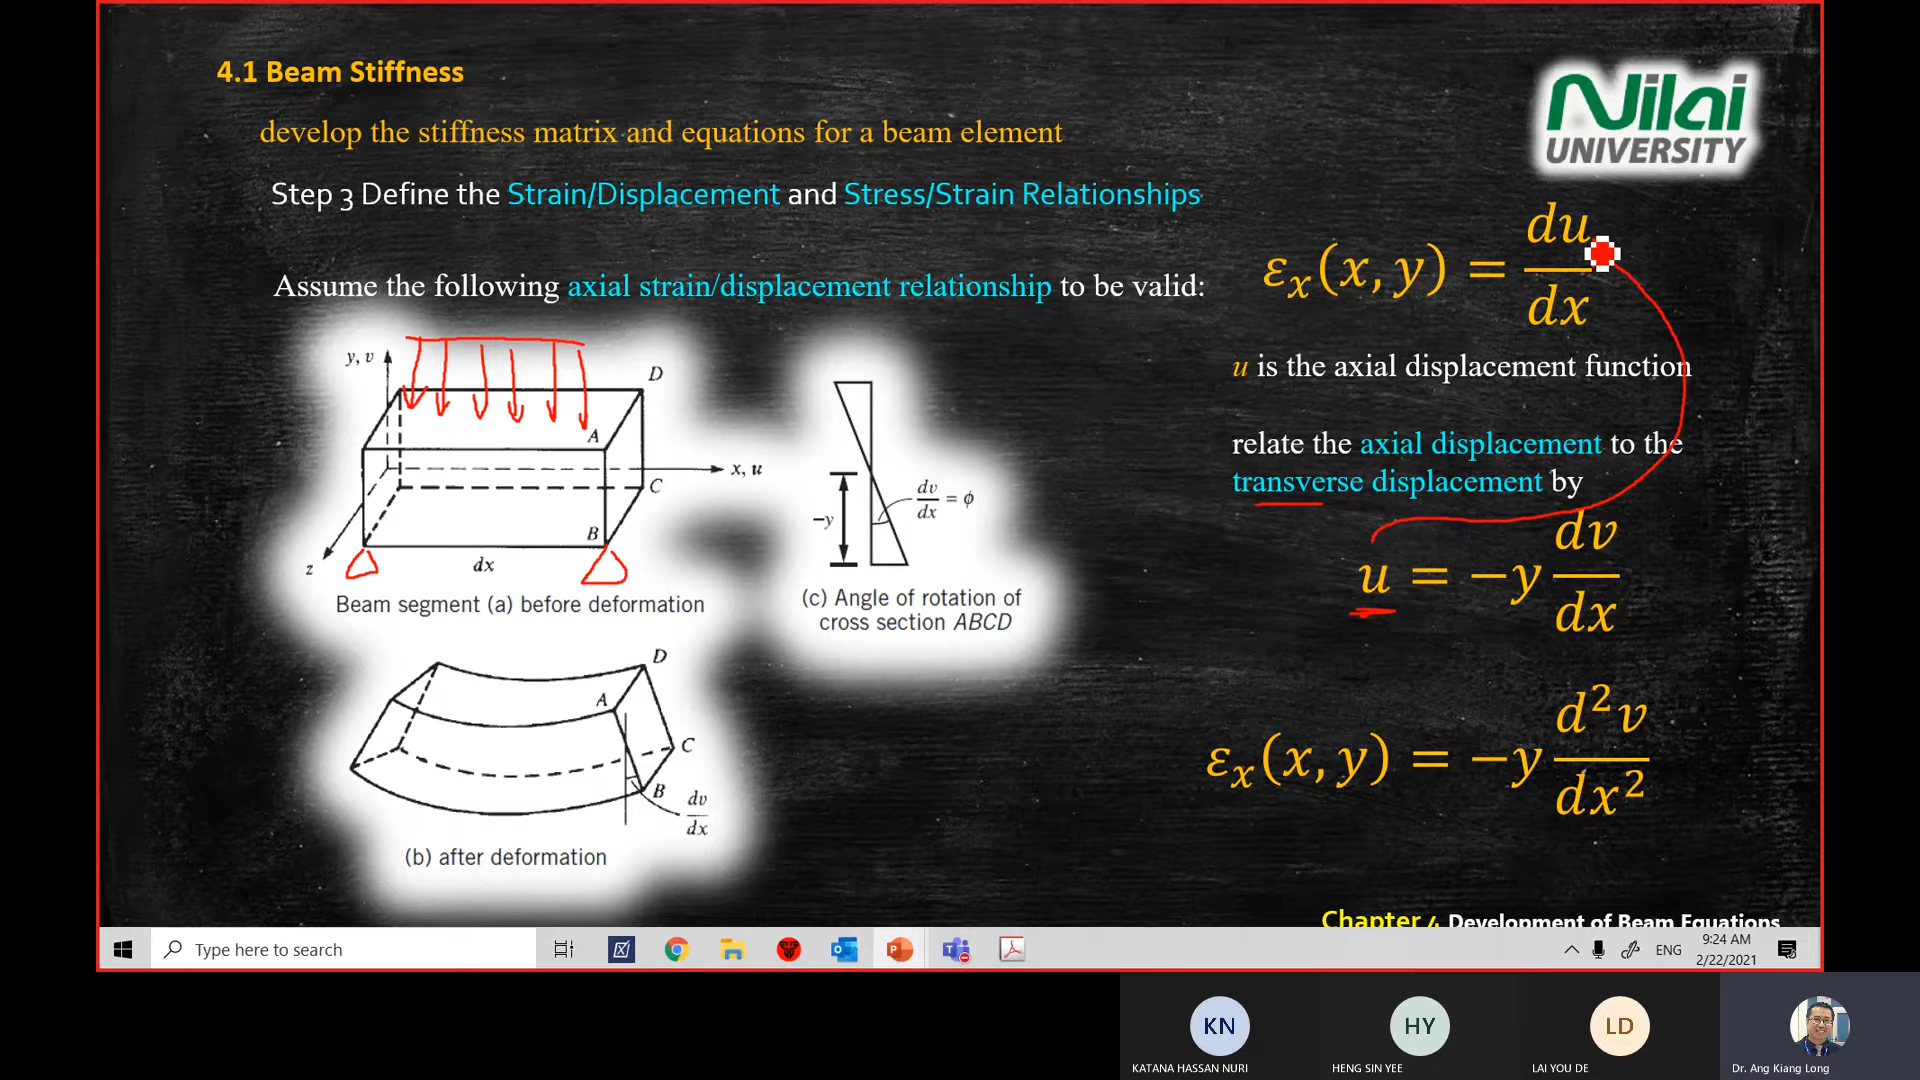 4.1 Beam Stiffness
Nilai
UNIVERSITY
develop the stiffness matrix and equations for a beam element
Step 3 Define the Strain/Displacement and Stress/Strain Relationships
Assume the following axial strain/displacement relationship to be valid:
εx(x, y) = du/dx
u is the axial displacement function
relate the axial displacement to the
transverse displacement by
u = −y dv/dx
εx(x, y) = −y d²v/dx²
y, v
D
A
x, u
C
B
z
dx
Beam segment (a) before deformation
−y
dv/dx = ϕ
(c) Angle of rotation of
cross section ABCD
D
A
C
B
dv/dx
(b) after deformation
Chapter 4 Development of Beam Equations
Type here to search
ENG
9:24 AM
2/22/2021
KN
HY
LD
KATANA HASSAN NURI
HENG SIN YEE
LAI YOU DE
Dr. Ang Kiang Long